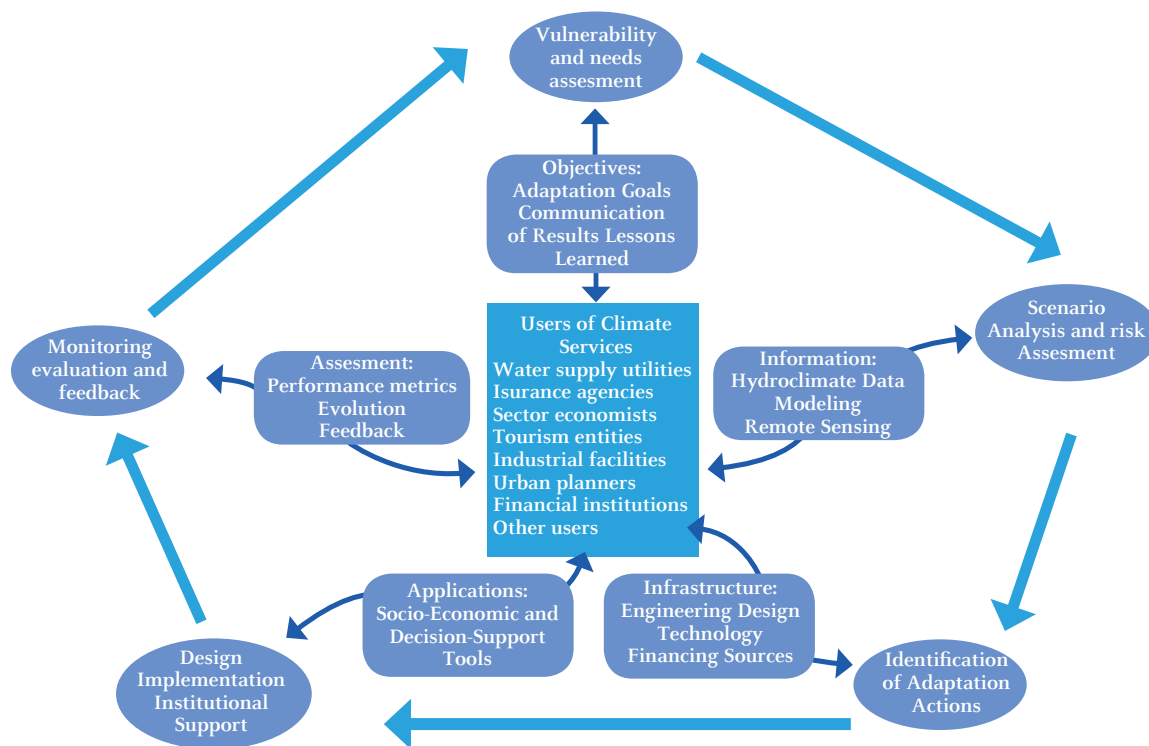 Vulnerability
and needs
assesment
Objectives:
Adaptation Goals
Communication
of Results Lessons
Learned
Users of Climate
Services
Water supply utilities
Isurance agencies
Sector economists
Tourism entities
Industrial facilities
Urban planners
Financial institutions
Other users
Scenario
Analysis and risk
Assesment
Information:
Hydroclimate Data
Modeling
Remote Sensing
Monitoring
evaluation and
feedback
Assesment:
Performance metrics
Evolution
Feedback
Applications:
Socio-Economic and
Decision-Support
Tools
Infrastructure:
Engineering Design
Technology
Financing Sources
Design
Implementation
Institutional
Support
Identification
of Adaptation
Actions